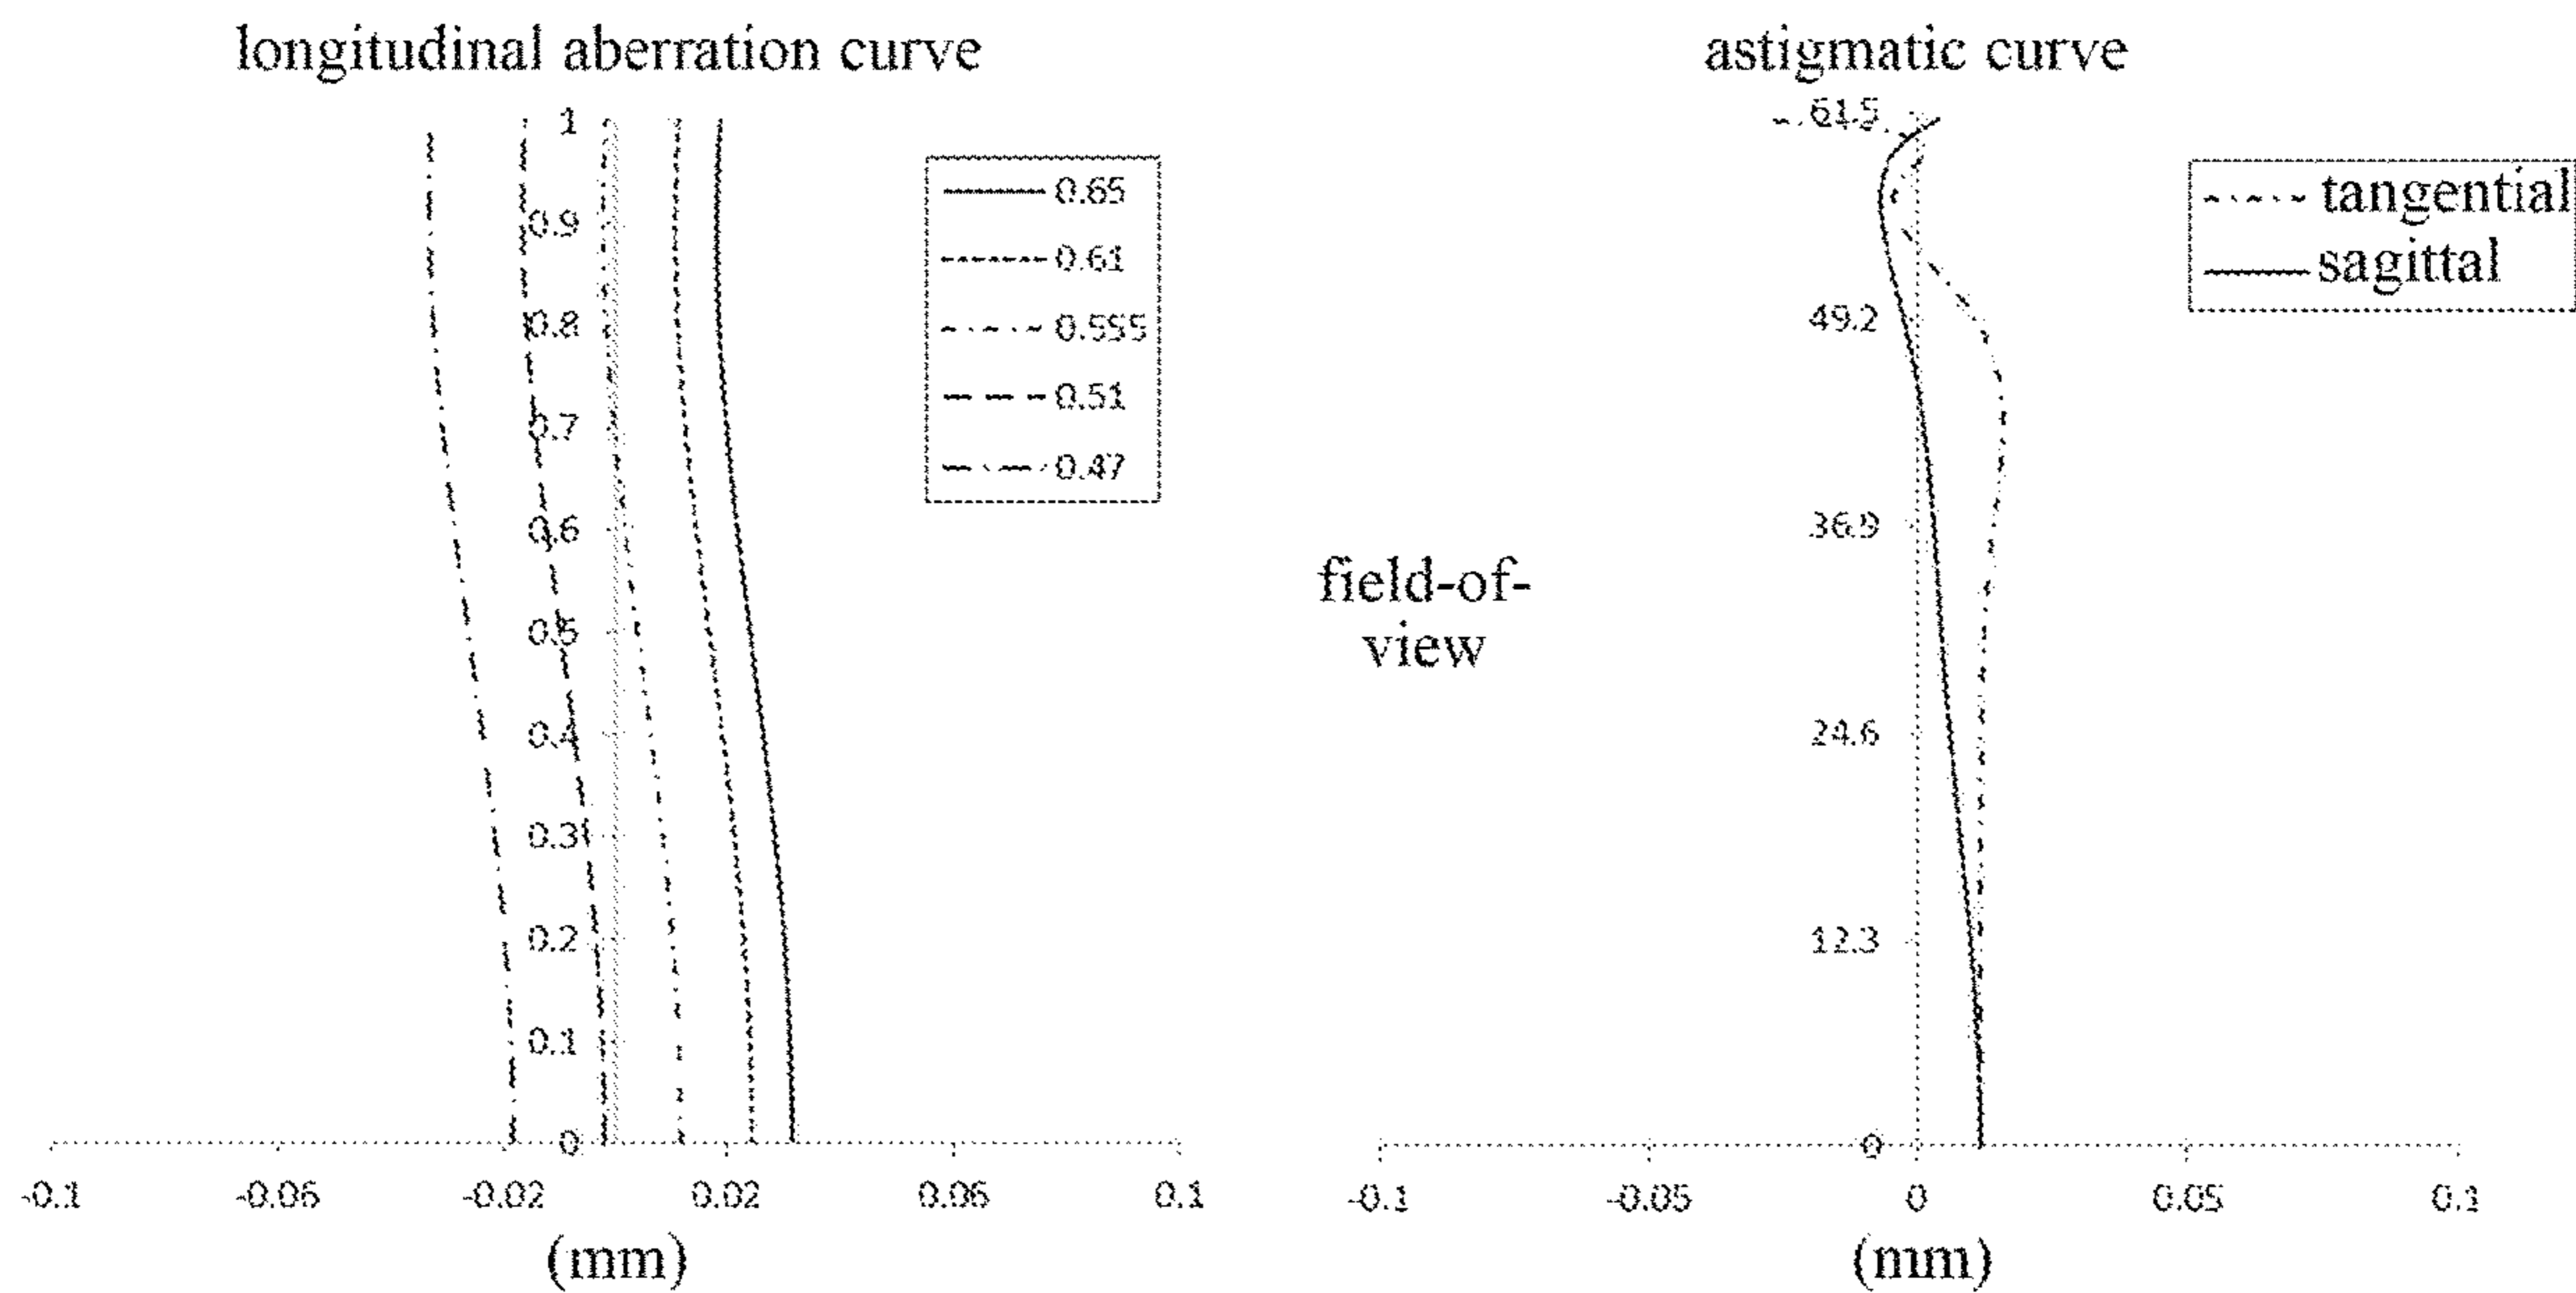 longitudinal aberration curve
1
0.9
0.8
0.7
0.6
0.5
0.4
0.3
0.2
0.1
0
-0.1 -0.06 -0.02 0.02 0.06 0.1
(mm)
0.65
0.61
0.555
0.51
0.47
astigmatic curve
61.5
49.2
36.9
24.6
12.3
0
field-of-
view
-0.1 -0.05 0 0.05 0.1
(mm)
tangential
sagittal